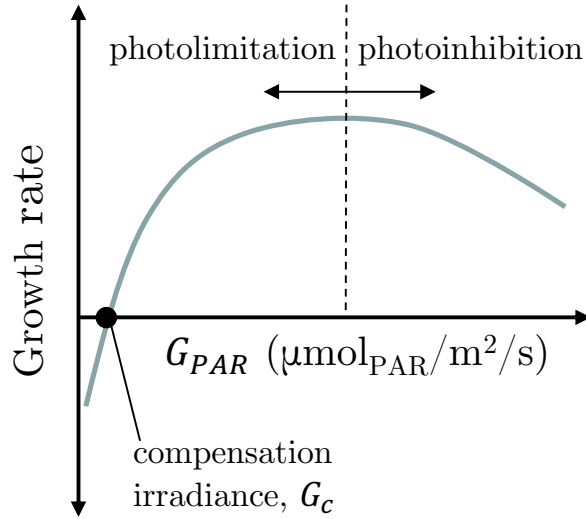 photolimitation photoinhibition
Growth rate
G_PAR (μmol_PAR/m²/s)
compensation
irradiance, G_c